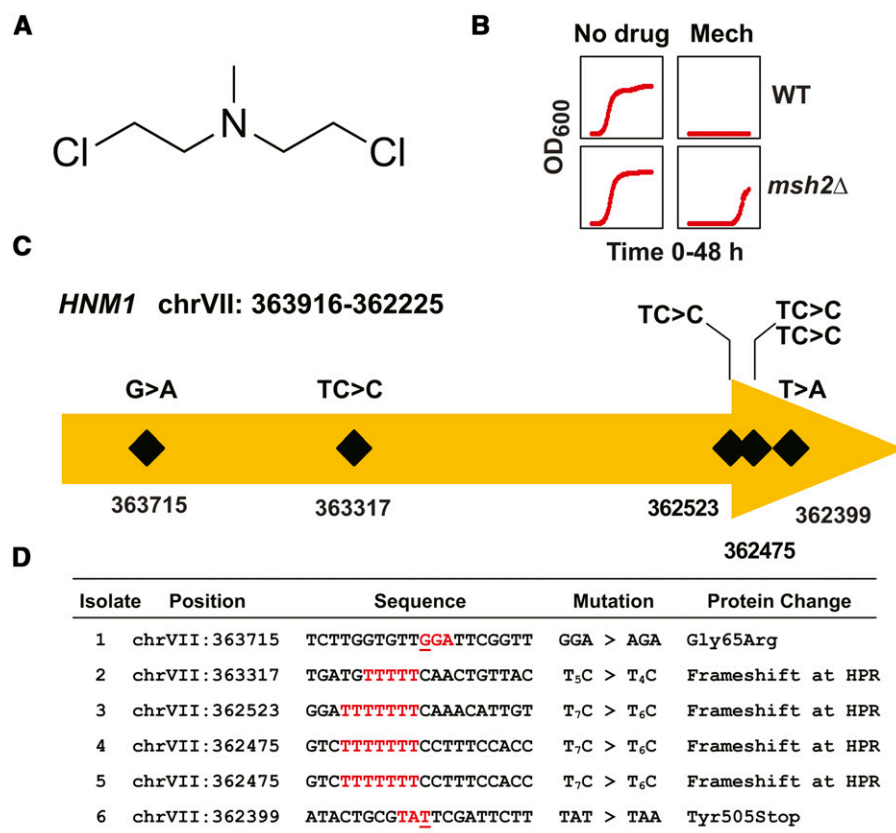 A
Cl
N
Cl
B
No drug Mech
OD600
WT
msh2Δ
Time 0-48 h
C
HNM1 chrVII: 363916-362225
TC>C
TC>C
TC>C
G>A
TC>C
T>A
363715
363317
362523
362399
362475
D
Isolate Position Sequence Mutation Protein Change
1 chrVII:363715 TCTTGGTGTTGGATTCGGTT GGA > AGA Gly65Arg
2 chrVII:363317 TGATGTTTTTCAACTGTTAC T₅C > T₄C Frameshift at HPR
3 chrVII:362523 GGATTTTTTTCAAACATTGT T₇C > T₆C Frameshift at HPR
4 chrVII:362475 GTCTTTTTTTCCTTTCCACC T₇C > T₆C Frameshift at HPR
5 chrVII:362475 GTCTTTTTTTCCTTTCCACC T₇C > T₆C Frameshift at HPR
6 chrVII:362399 ATACTGCGTATTCGATTCTT TAT > TAA Tyr505Stop